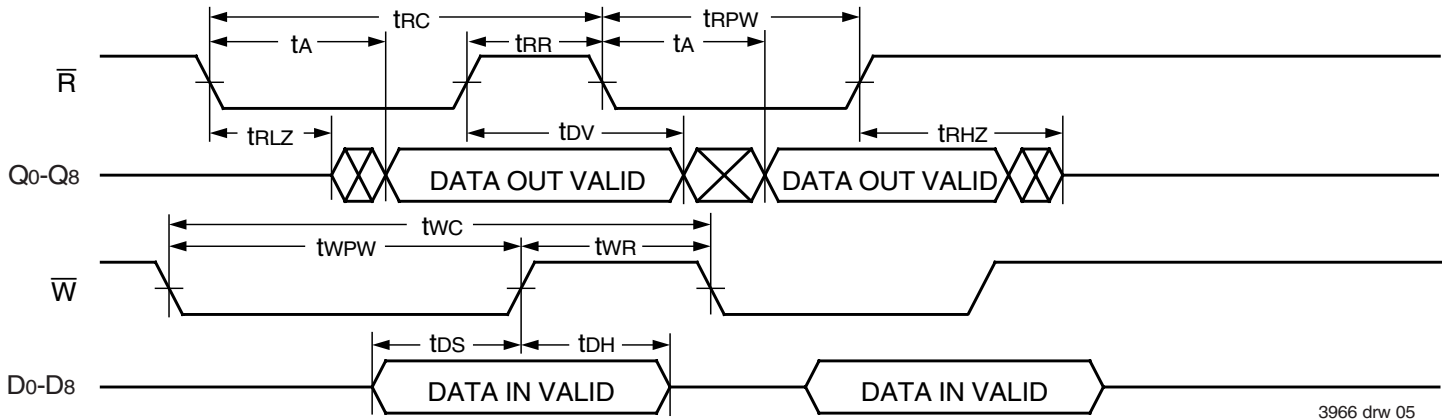 tRC tRPW
tA tRR tA
R̅
tRLZ tDV tRHZ
Q0-Q8 DATA OUT VALID DATA OUT VALID
tWC
tWPW tWR
W̅
tDS tDH
D0-D8 DATA IN VALID DATA IN VALID
3966 drw 05